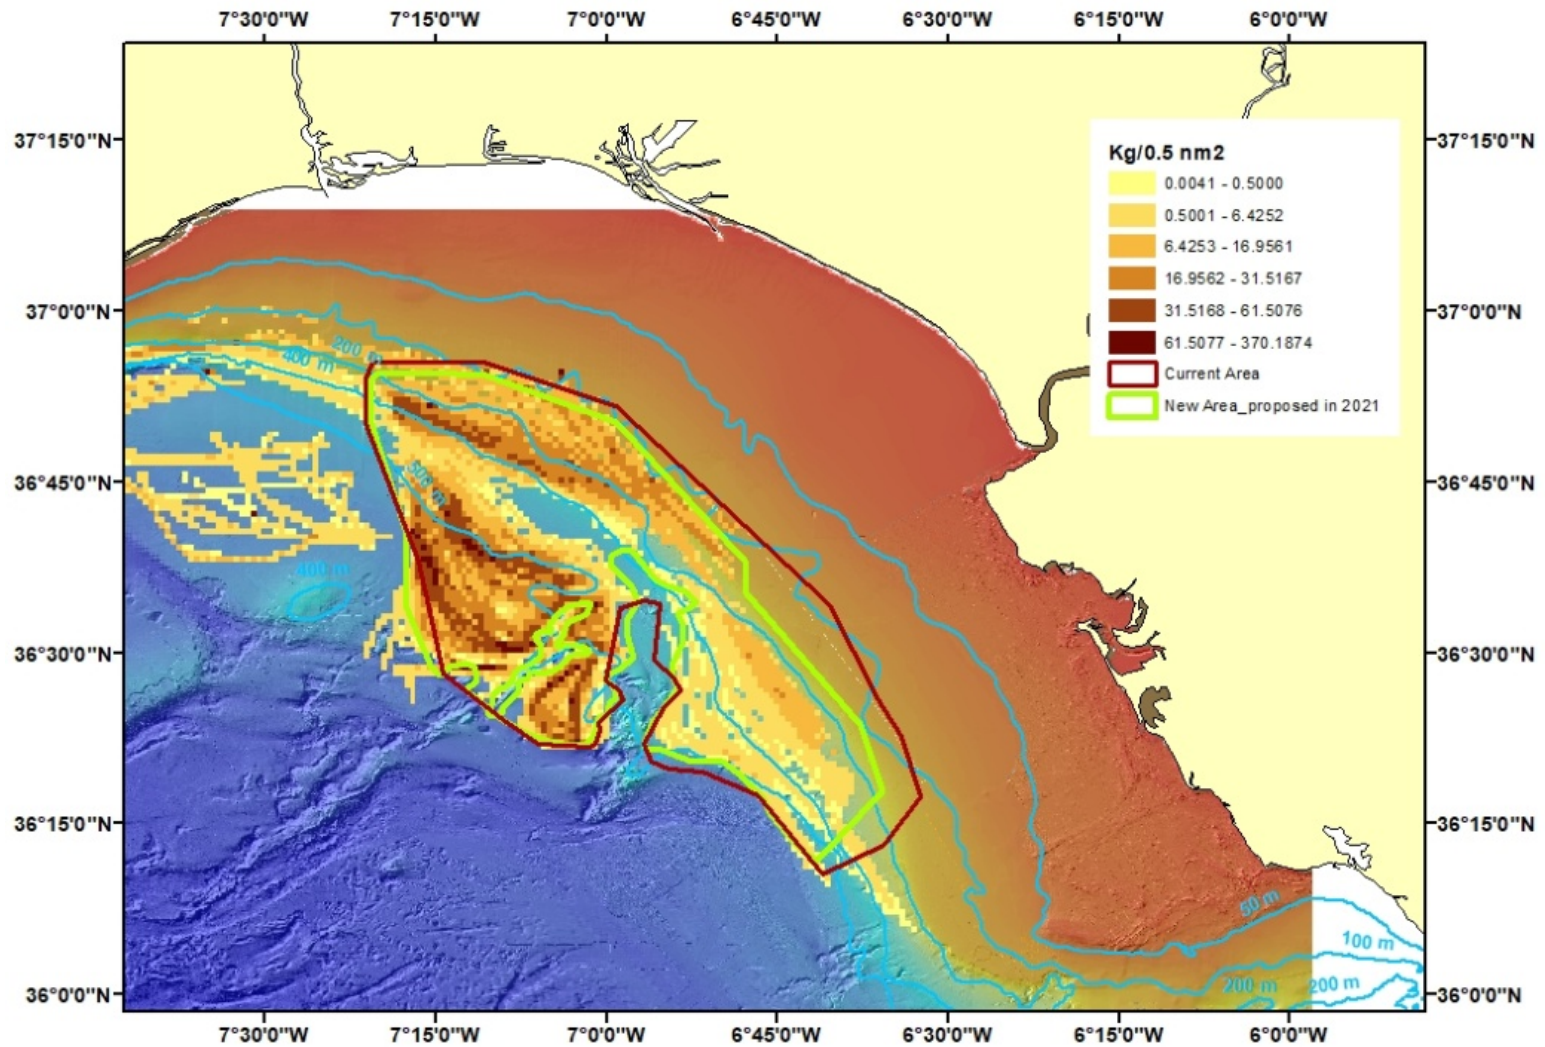 7°30'0"W 7°15'0"W 7°0'0"W 6°45'0"W 6°30'0"W 6°15'0"W 6°0'0"W
37°15'0"N 37°15'0"N
Kg/0.5 nm2
0.0041 - 0.5000
0.5001 - 6.4252
6.4253 - 16.9561
16.9562 - 31.5167
31.5168 - 61.5076
61.5077 - 370.1874
Current Area
New Area_proposed in 2021
37°0'0"N 37°0'0"N
200 m
400 m
36°45'0"N 500 m 36°45'0"N
400 m
36°30'0"N 36°30'0"N
36°15'0"N 36°15'0"N
50 m
100 m
200 m 200 m
36°0'0"N 36°0'0"N
7°30'0"W 7°15'0"W 7°0'0"W 6°45'0"W 6°30'0"W 6°15'0"W 6°0'0"W